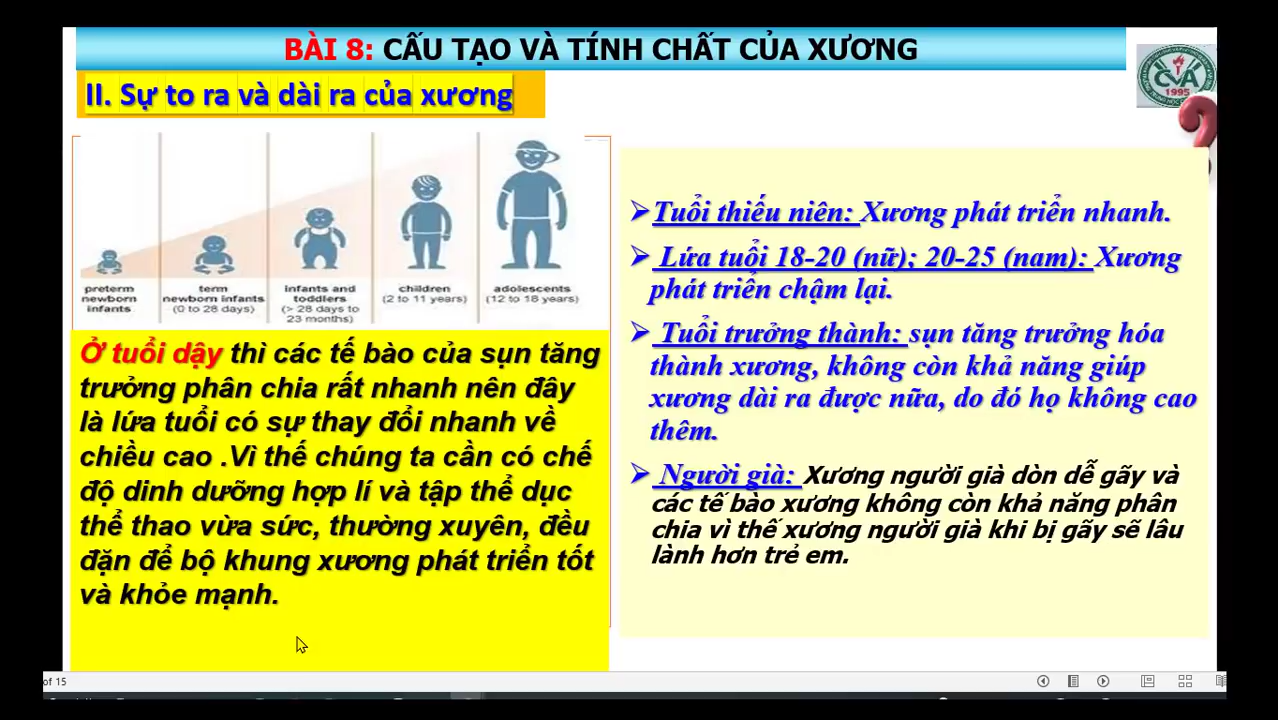 BÀI 8: CẤU TẠO VÀ TÍNH CHẤT CỦA XƯƠNG
II. Sự to ra và dài ra của xương
CVA
1995
preterm
newborn
infants
term
newborn infants
(0 to 28 days)
infants and
toddlers
(> 28 days to
23 months)
children
(2 to 11 years)
adolescents
(12 to 18 years)
Ở tuổi dậy thì các tế bào của sụn tăng
trưởng phân chia rất nhanh nên đây
là lứa tuổi có sự thay đổi nhanh về
chiều cao .Vì thế chúng ta cần có chế
độ dinh dưỡng hợp lí và tập thể dục
thể thao vừa sức, thường xuyên, đều
đặn để bộ khung xương phát triển tốt
và khỏe mạnh.
Tuổi thiếu niên: Xương phát triển nhanh.
Lứa tuổi 18-20 (nữ); 20-25 (nam): Xương
phát triển chậm lại.
Tuổi trưởng thành: sụn tăng trưởng hóa
thành xương, không còn khả năng giúp
xương dài ra được nữa, do đó họ không cao
thêm.
Người già: Xương người già dòn dễ gãy và
các tế bào xương không còn khả năng phân
chia vì thế xương người già khi bị gãy sẽ lâu
lành hơn trẻ em.
of 15